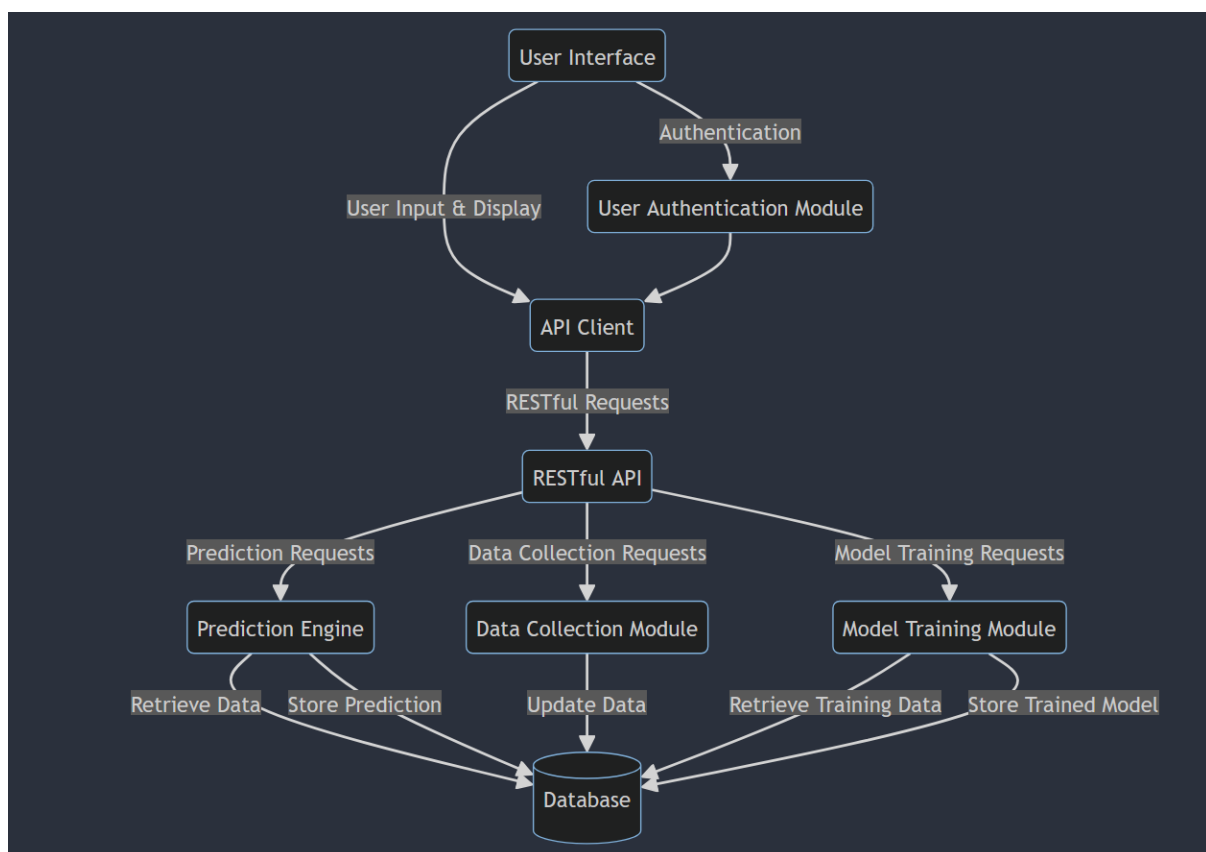 User Interface
Authentication
User Input & Display
User Authentication Module
API Client
RESTful Requests
RESTful API
Prediction Requests
Data Collection Requests
Model Training Requests
Prediction Engine
Data Collection Module
Model Training Module
Retrieve Data
Store Prediction
Update Data
Retrieve Training Data
Store Trained Model
Database